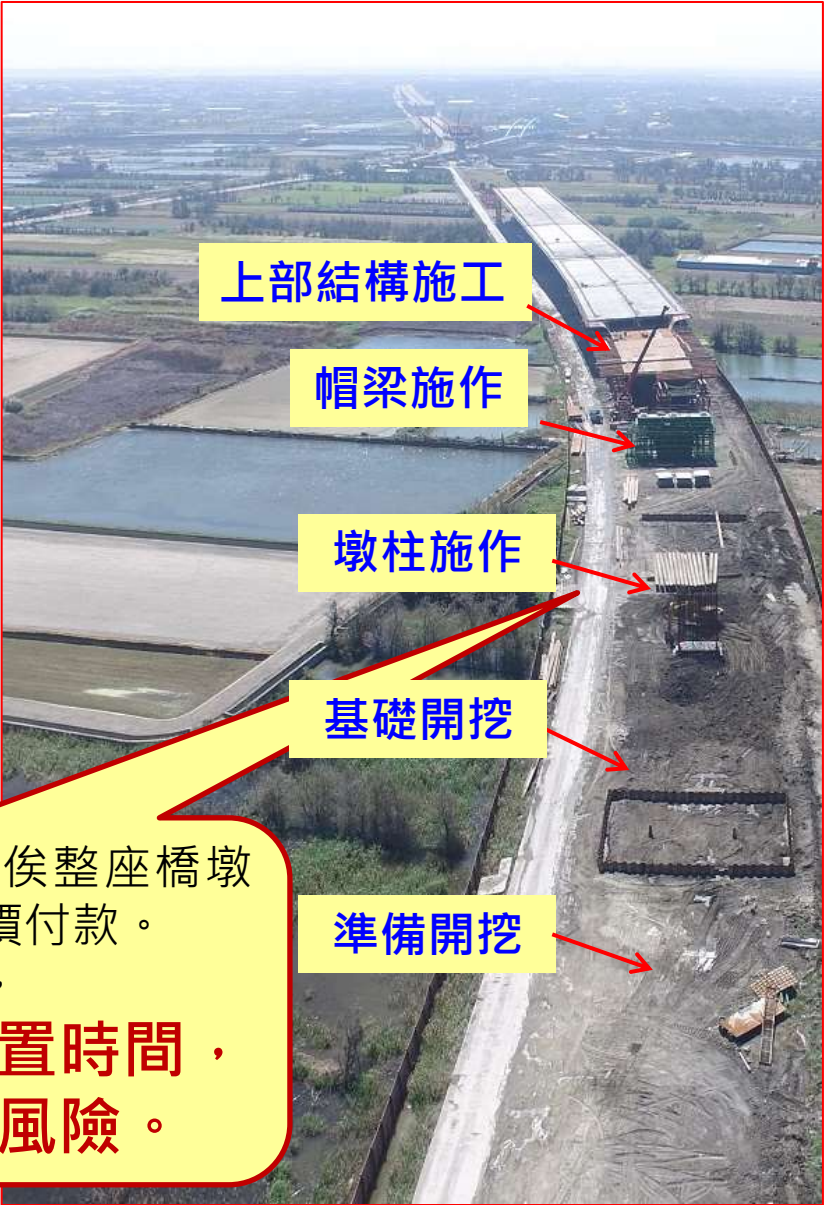 上部結構施工
帽梁施作
墩柱施作
基礎開挖
俟整座橋墩
價付款。
，
準備開挖
置時間，
風險。